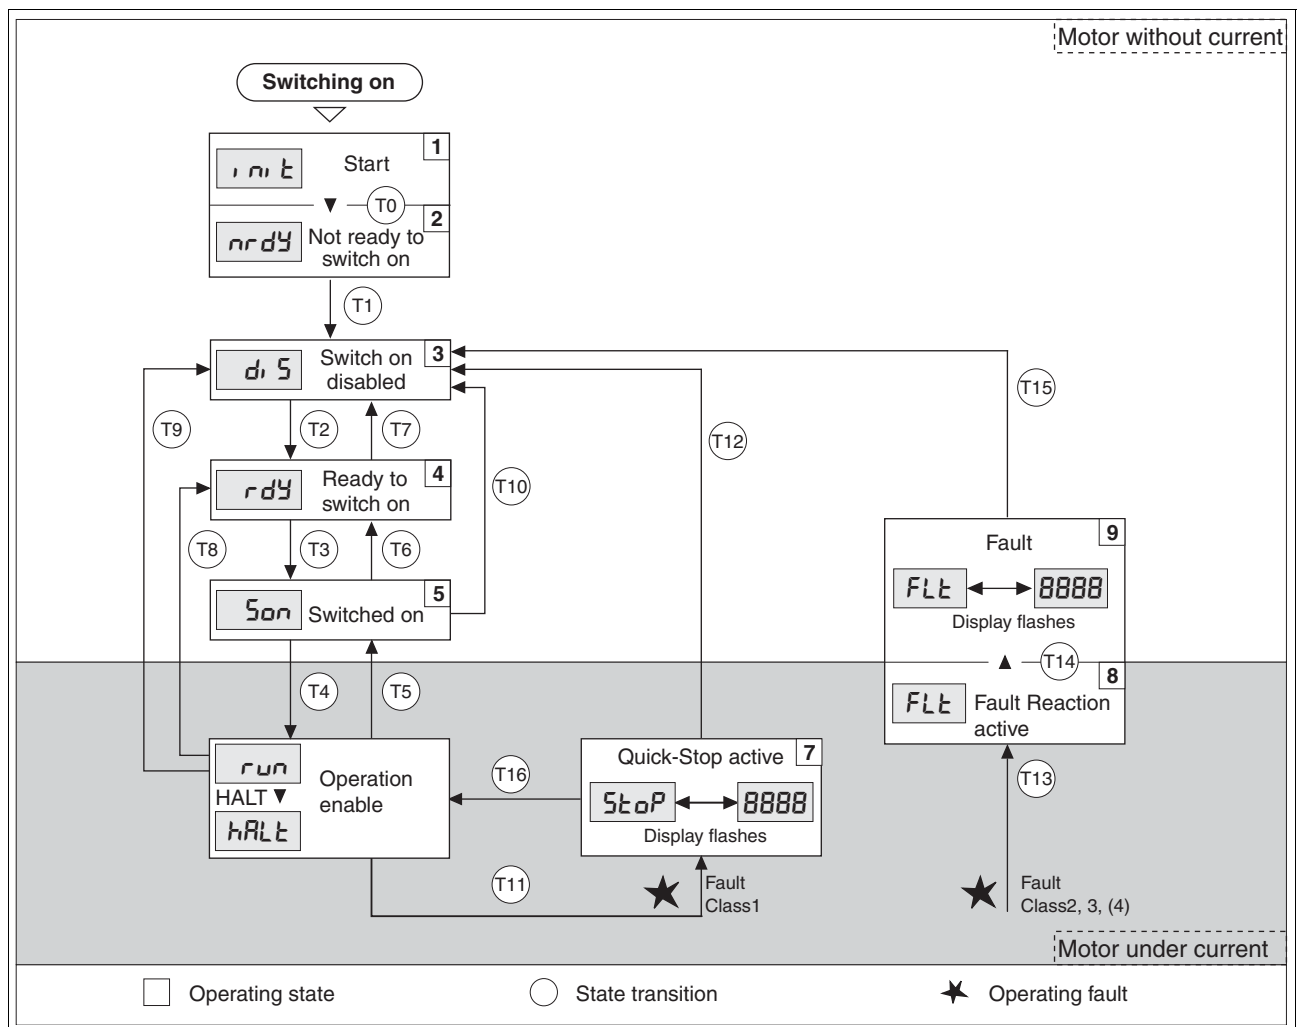 Motor without current
Switching on
1
init
Start
T0
2
nrdy
Not ready to
switch on
T1
3
diS
Switch on
disabled
T15
T9
T2
T7
T12
4
rdy
Ready to
switch on
T10
T8
T3
T6
9
Fault
FLt
8888
Display flashes
5
Son
Switched on
T14
8
FLt
Fault Reaction
active
T4
T5
run
HALT
hALt
Operation
enable
T16
7
Quick-Stop active
StoP
8888
Display flashes
T13
T11
Fault
Class1
Fault
Class2, 3, (4)
Motor under current
Operating state
State transition
Operating fault